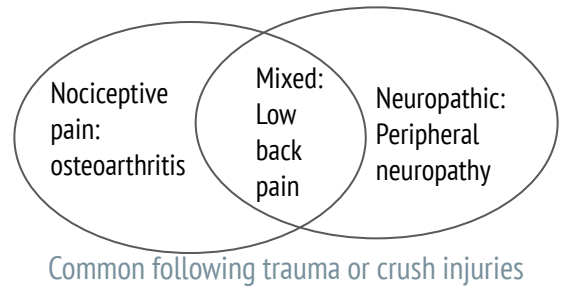 Nociceptive
pain:
osteoarthritis
Mixed:
Low
back
pain
Neuropathic:
Peripheral
neuropathy
Common following trauma or crush injuries